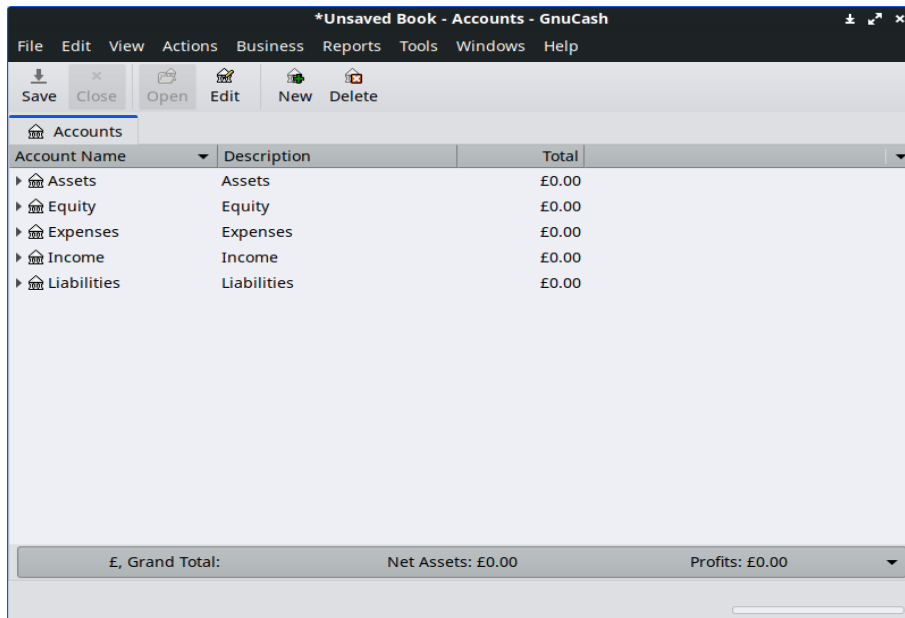 *Unsaved Book - Accounts - GnuCash
File Edit View Actions Business Reports Tools Windows Help
Save Close Open Edit New Delete
Accounts
Account Name Description Total
Assets Assets £0.00
Equity Equity £0.00
Expenses Expenses £0.00
Income Income £0.00
Liabilities Liabilities £0.00
£, Grand Total: Net Assets: £0.00 Profits: £0.00